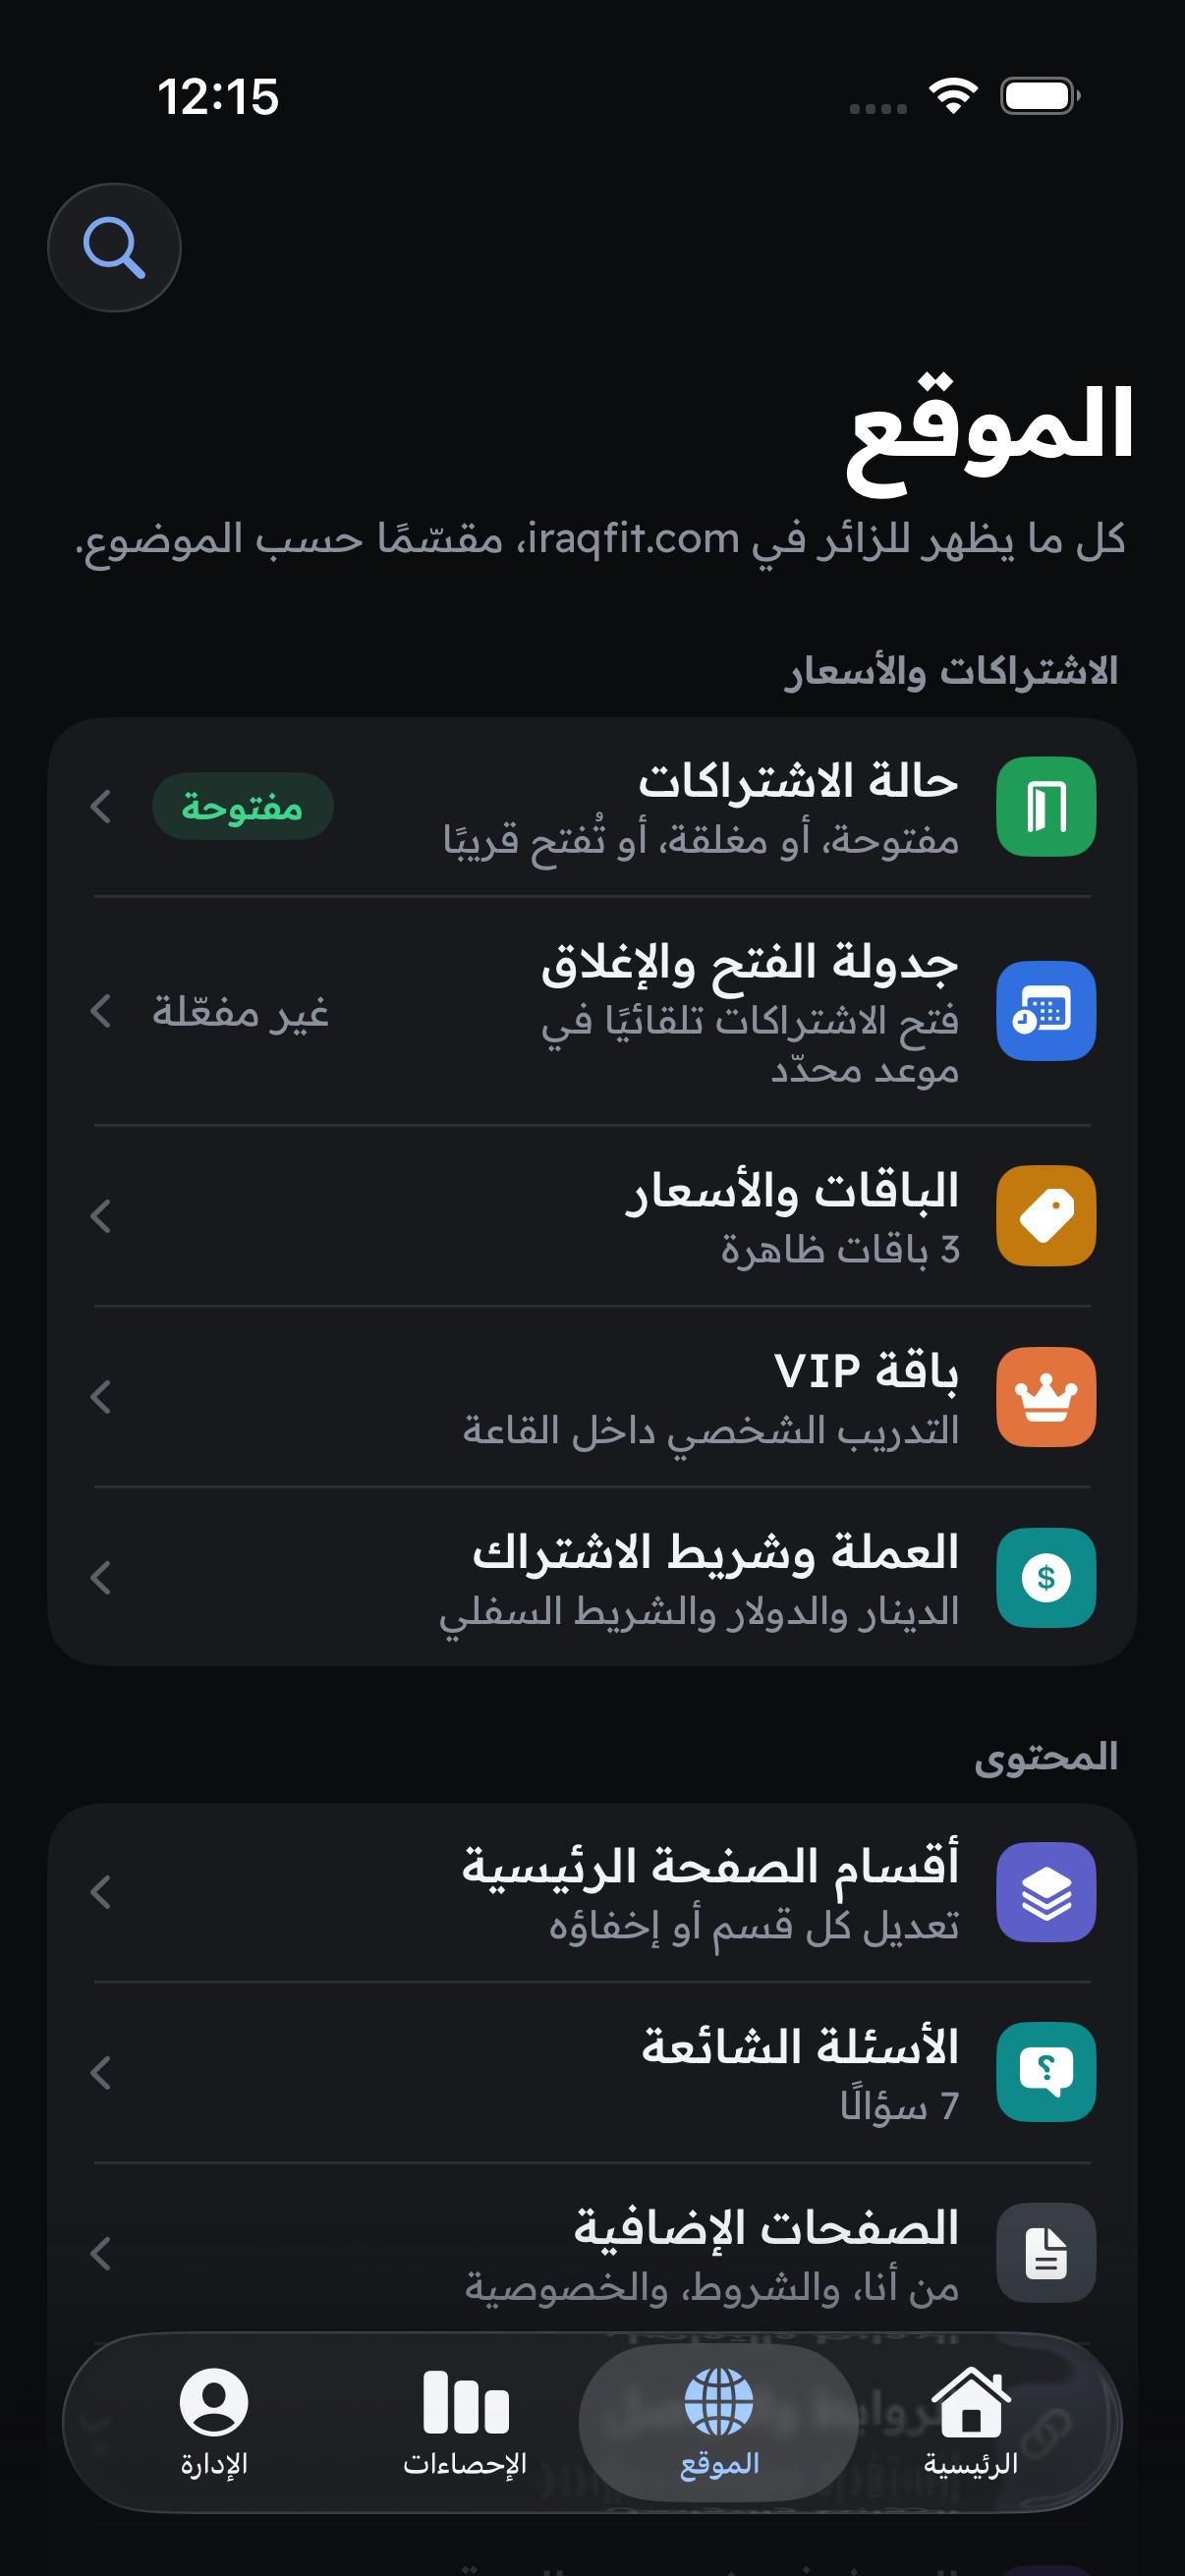 12:15
الموقع
كل ما يظهر للزائر في iraqfit.com، مقسّمًا حسب الموضوع.
الاشتراكات والأسعار
حالة الاشتراكات
مفتوحة، أو مغلقة، أو تُفتح قريبًا
مفتوحة
جدولة الفتح والإغلاق
فتح الاشتراكات تلقائيًا في
موعد محدّد
غير مفعّلة
الباقات والأسعار
3 باقات ظاهرة
باقة VIP
التدريب الشخصي داخل القاعة
العملة وشريط الاشتراك
الدينار والدولار والشريط السفلي
المحتوى
أقسام الصفحة الرئيسية
تعديل كل قسم أو إخفاؤه
الأسئلة الشائعة
7 سؤالًا
الصفحات الإضافية
من أنا، والشروط، والخصوصية
الرئيسية
الموقع
الإحصاءات
الإدارة